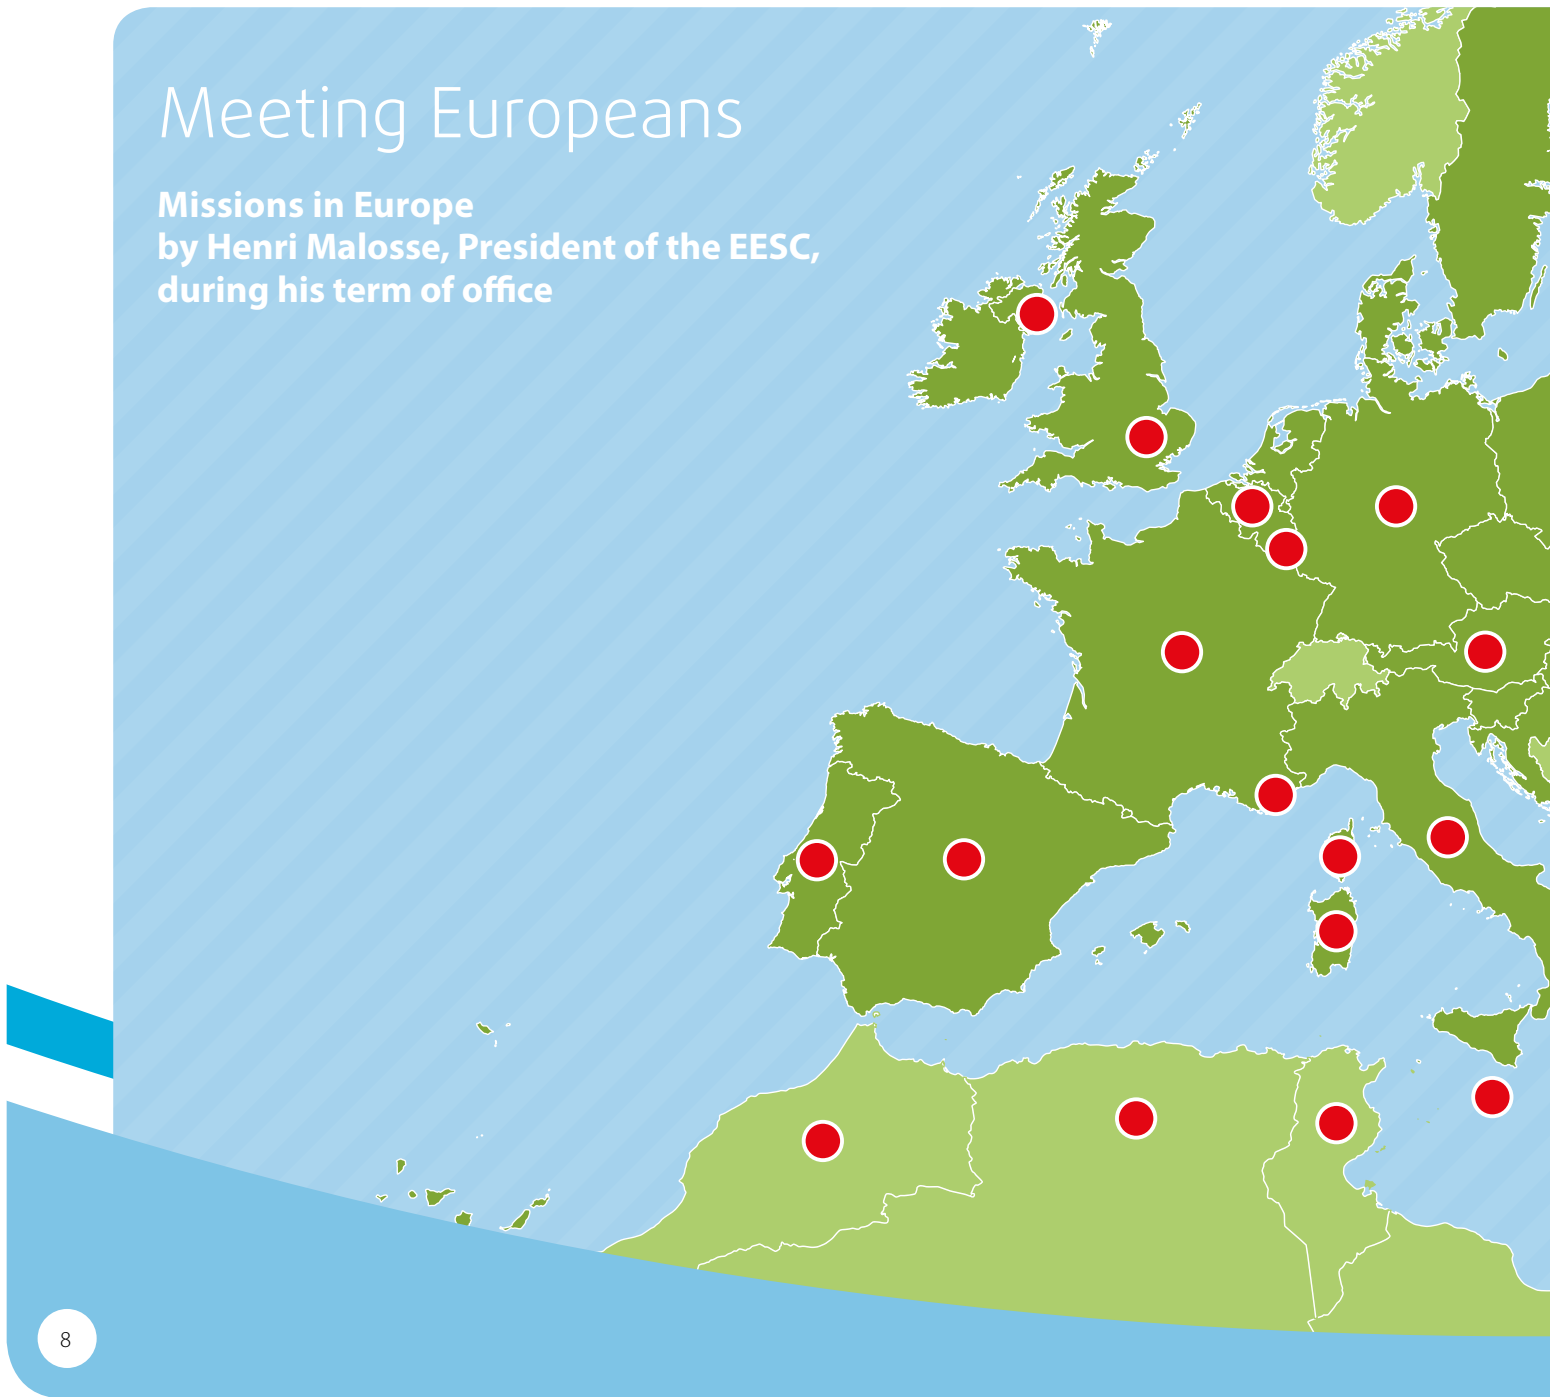 Meeting Europeans
Missions in Europe
by Henri Malosse, President of the EESC,
during his term of office
8